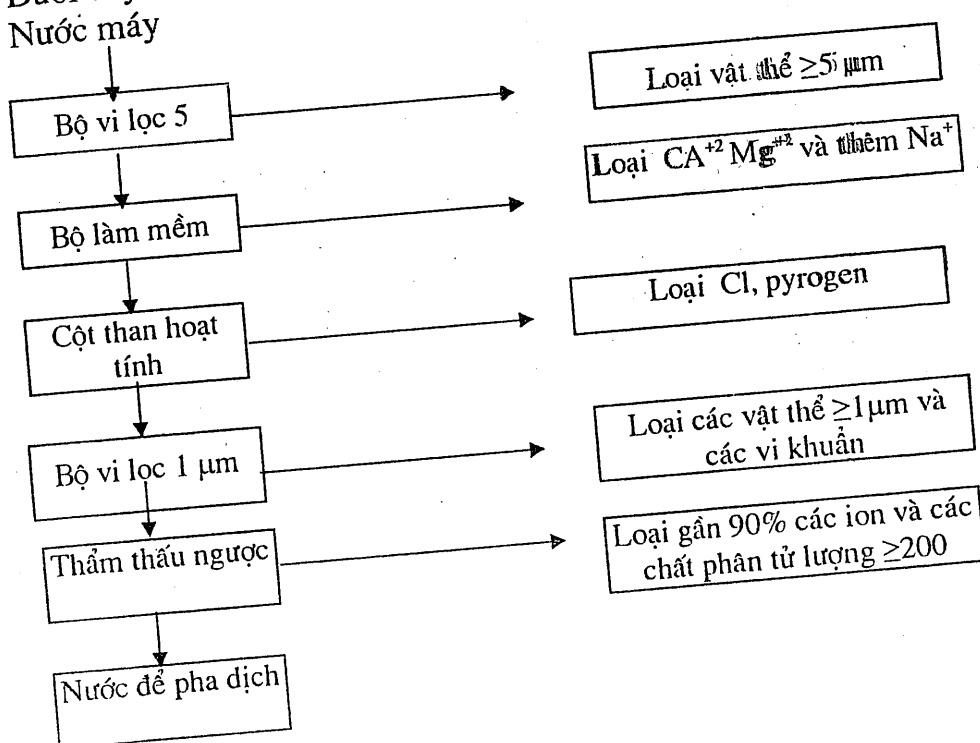 Nước máy
Bộ vi lọc 5
Loại vật thể ≥5 µm
Bộ làm mềm
Loại CA⁺² Mg⁺² và thêm Na⁺
Cột than hoạt
tính
Loại Cl, pyrogen
Bộ vi lọc 1 µm
Loại các vật thể ≥1µm và
các vi khuẩn
Thẩm thấu ngược
Loại gần 90% các ion và các
chất phân tử lượng ≥200
Nước để pha dịch